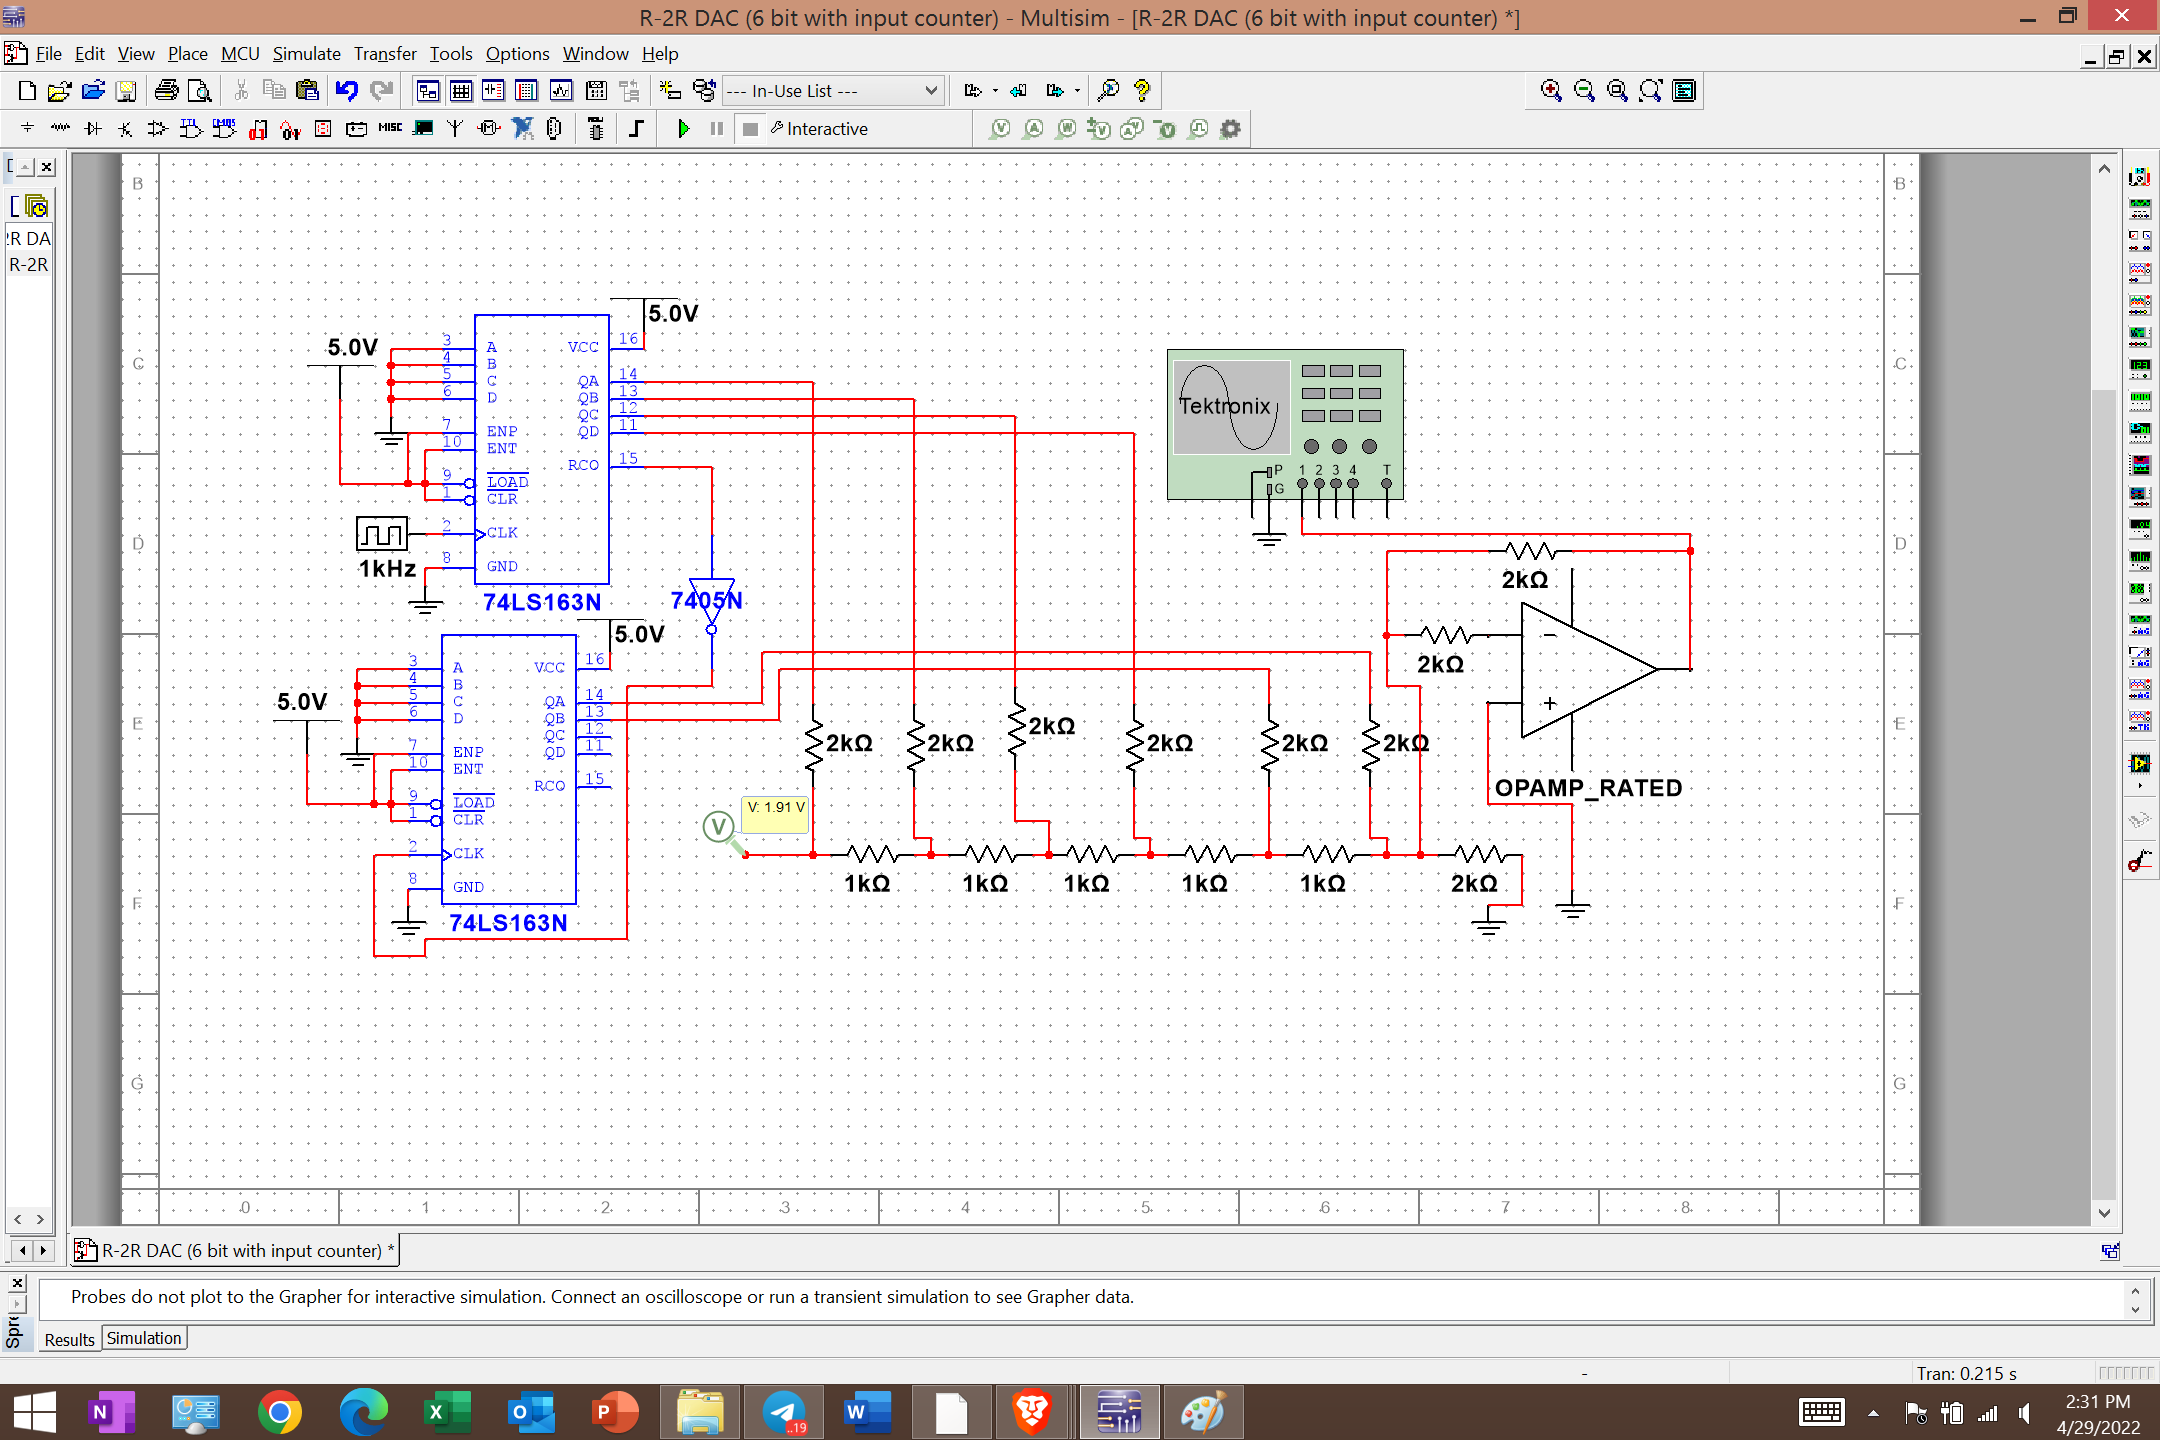 R-2R DAC (6 bit with input counter) - Multisim - [R-2R DAC (6 bit with input counter) *]
File Edit View Place MCU Simulate Transfer Tools Options Window Help
--- In-Use List ---
MISC
Interactive
B B
2R DA
R-2R
5.0V
5.0V
C C
3 A VCC 16
4 B
5 C QA 14
6 D QB 13
QC 12
7 ENP QD 11
10 ENT
RCO 15
9 LOAD
1 CLR
2 CLK
8 GND
1kHz
74LS163N
7405N
Tektronix
P 1 2 3 4 T
G
D D
2kΩ
2kΩ
5.0V
5.0V
3 A VCC 16
4 B
5 C QA 14
6 D QB 13
QC 12
7 ENP QD 11
10 ENT
RCO 15
9 LOAD
1 CLR
2 CLK
8 GND
74LS163N
E E
2kΩ 2kΩ 2kΩ 2kΩ 2kΩ 2kΩ
OPAMP_RATED
V: 1.91 V
V
1kΩ 1kΩ 1kΩ 1kΩ 1kΩ 2kΩ
F F
G G
0 1 2 3 4 5 6 7 8
R-2R DAC (6 bit with input counter) *
Probes do not plot to the Grapher for interactive simulation. Connect an oscilloscope or run a transient simulation to see Grapher data.
Results Simulation
Spre
- Tran: 0.215 s
..19
2:31 PM
4/29/2022